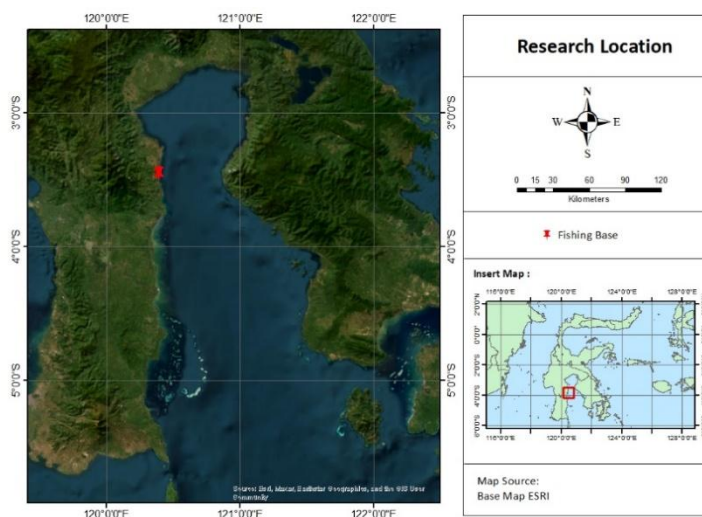 120°0'0"E 121°0'0"E 122°0'0"E
3°0'0"S 3°0'0"S
4°0'0"S 4°0'0"S
5°0'0"S 5°0'0"S
120°0'0"E 121°0'0"E 122°0'0"E
Community
Research Location
N
W E
S
0 15 30 60 90 120
Kilometers
Fishing Base
Insert Map :
116°0'0"E 120°0'0"E 124°0'0"E 128°0'0"E
2°0'0"N
0°0'0"
2°0'0"S
4°0'0"S
6°0'0"S
116°0'0"E 120°0'0"E 124°0'0"E 128°0'0"E
Map Source:
Base Map ESRI